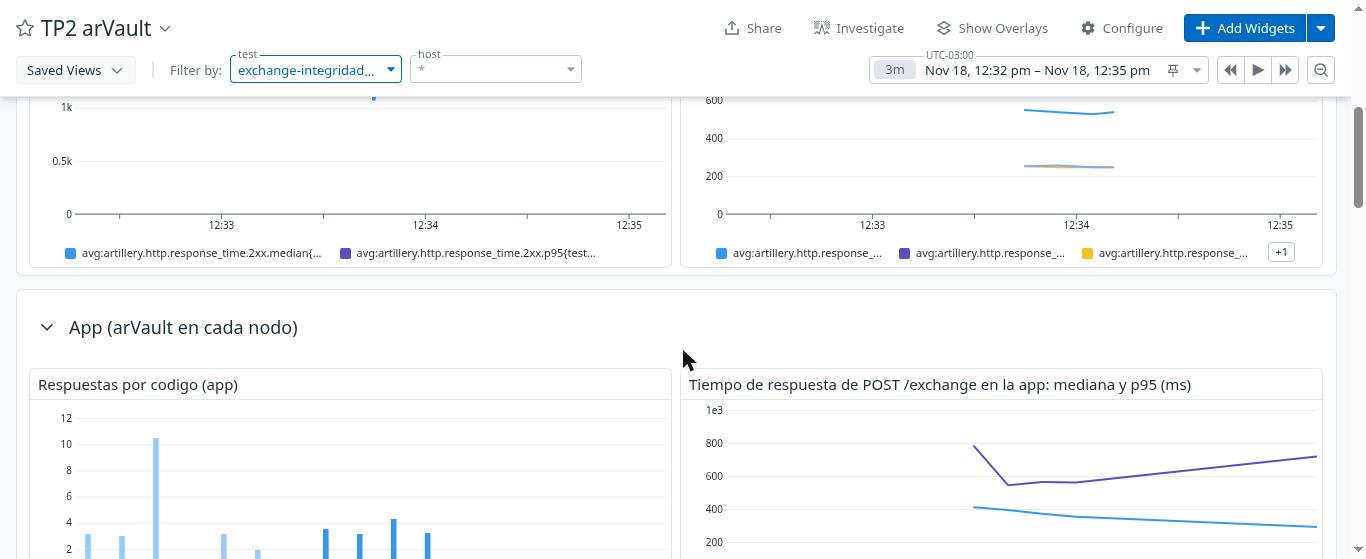 TP2 arVault
Share
Investigate
Show Overlays
Configure
Add Widgets
Saved Views
Filter by:
test
exchange-integridad...
host
*
UTC-03:00
3m
Nov 18, 12:32 pm – Nov 18, 12:35 pm
1k
0.5k
0
12:33
12:34
12:35
avg:artillery.http.response_time.2xx.median{...
avg:artillery.http.response_time.2xx.p95{test...
600
400
200
0
12:33
12:34
12:35
avg:artillery.http.response_...
avg:artillery.http.response_...
avg:artillery.http.response_...
+1
App (arVault en cada nodo)
Respuestas por codigo (app)
12
10
8
6
4
2
Tiempo de respuesta de POST /exchange en la app: mediana y p95 (ms)
1e3
800
600
400
200